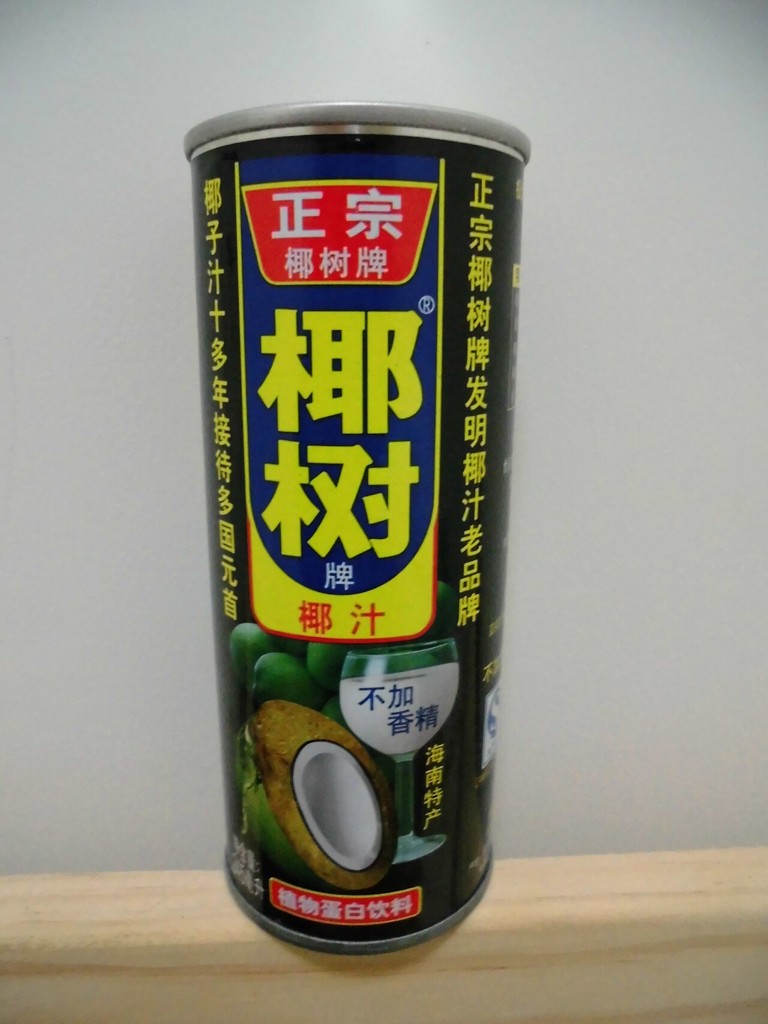 正宗
椰树牌
椰树®
牌
椰汁
椰子汁十多年接待多国元首
正宗椰树牌发明椰汁老品牌
不加
香精
海南特产
植物蛋白饮料